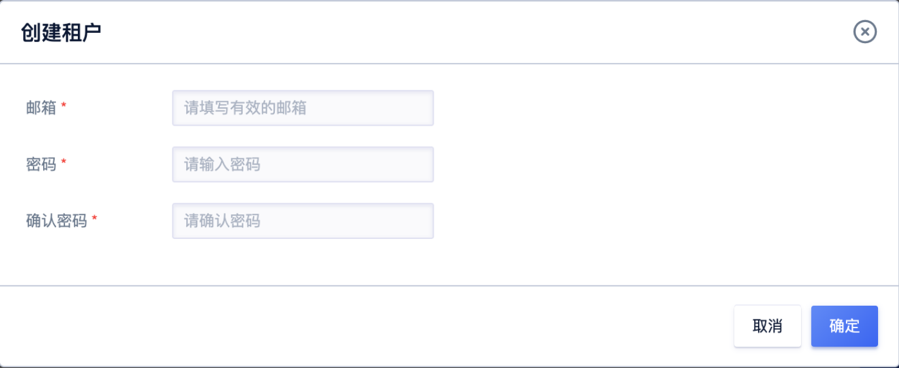 创建租户
邮箱 * 请填写有效的邮箱
密码 * 请输入密码
确认密码 * 请确认密码
取消 确定